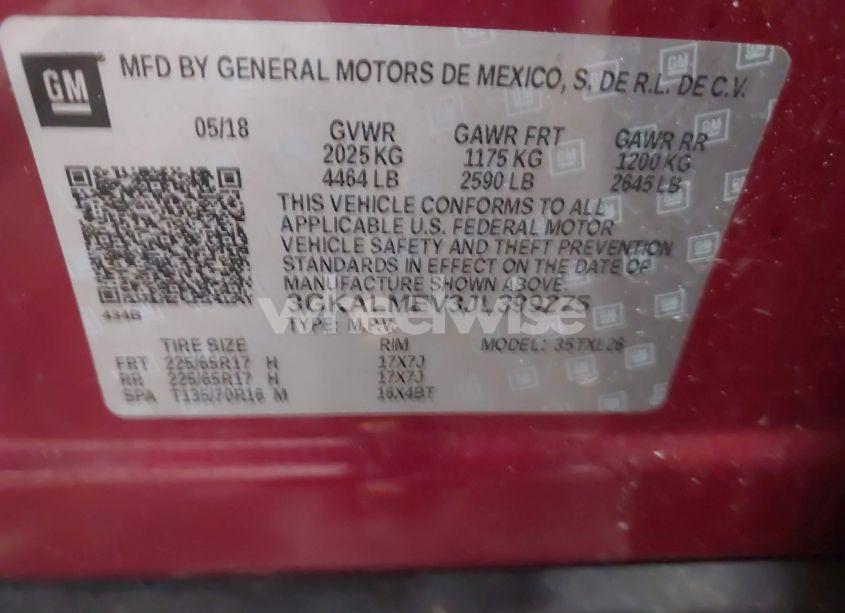 GM MFD BY GENERAL MOTORS DE MEXICO, S. DE R.L. DE C.V.
05/18 GVWR GAWR FRT GAWR RR
2025 KG 1175 KG 1200 KG
4464 LB 2590 LB 2645 LB
THIS VEHICLE CONFORMS TO ALL
APPLICABLE U.S. FEDERAL MOTOR
VEHICLE SAFETY AND THEFT PREVENTION
STANDARDS IN EFFECT ON THE DATE OF
MANUFACTURE SHOWN ABOVE.
434B
3GKALMEV3JL399275
wheelwise
TYPE: M.P.V. MODEL: 35TXL26
TIRE SIZE RIM
FRT 225/65R17 H 17X7J
RR 225/65R17 H 17X7J
SPA T135/70R16 M 16X4BT